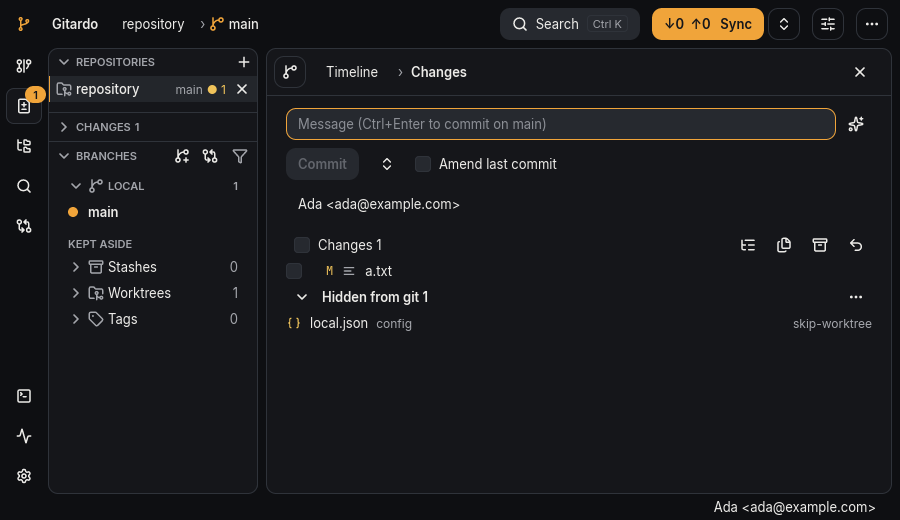 Gitardo repository › main Search Ctrl K ↓0 ↑0 Sync
REPOSITORIES
repository main 1
1
CHANGES 1
BRANCHES
LOCAL 1
main
KEPT ASIDE
Stashes 0
Worktrees 1
Tags 0
Timeline › Changes
Message (Ctrl+Enter to commit on main)
Commit Amend last commit
Ada <ada@example.com>
Changes 1
M a.txt
Hidden from git 1
{} local.json config skip-worktree
Ada <ada@example.com>